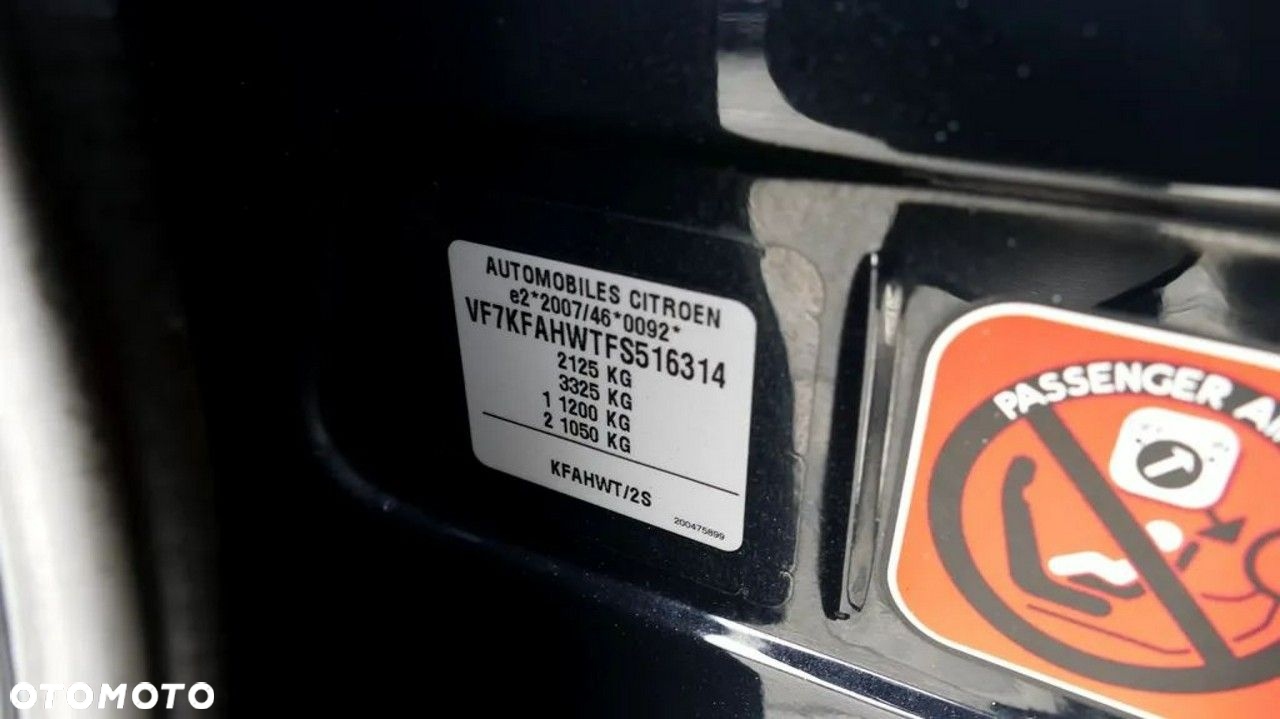 AUTOMOBILES CITROEN
e2*2007/46*0092*
VF7KFAHWTFS516314
2125 KG
3325 KG
1 1200 KG
2 1050 KG
KFAHWT/2S
200475899
PASSENGER
OTOMOTO